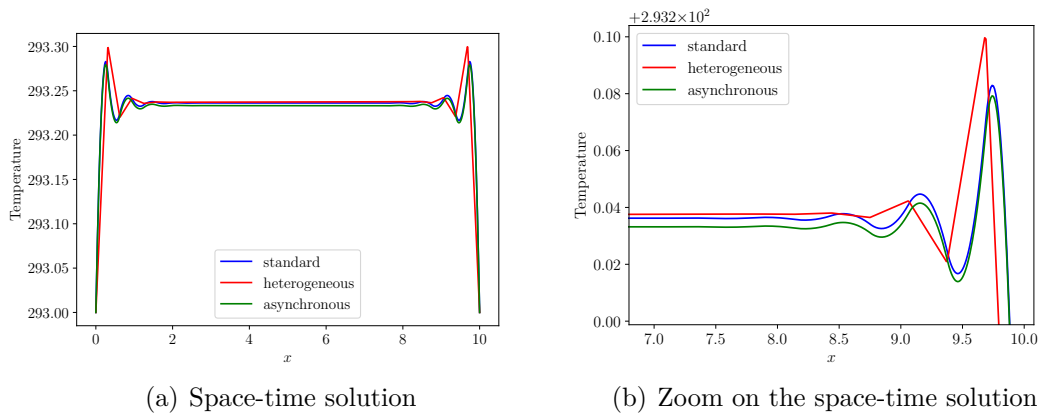 293.30
293.25
293.20
293.15
293.10
293.05
293.00
Temperature
0
2
4
6
8
10
x
standard
heterogeneous
asynchronous
(a) Space-time solution
+2.932×10²
0.10
0.08
0.06
0.04
0.02
0.00
Temperature
7.0
7.5
8.0
8.5
9.0
9.5
10.0
x
standard
heterogeneous
asynchronous
(b) Zoom on the space-time solution